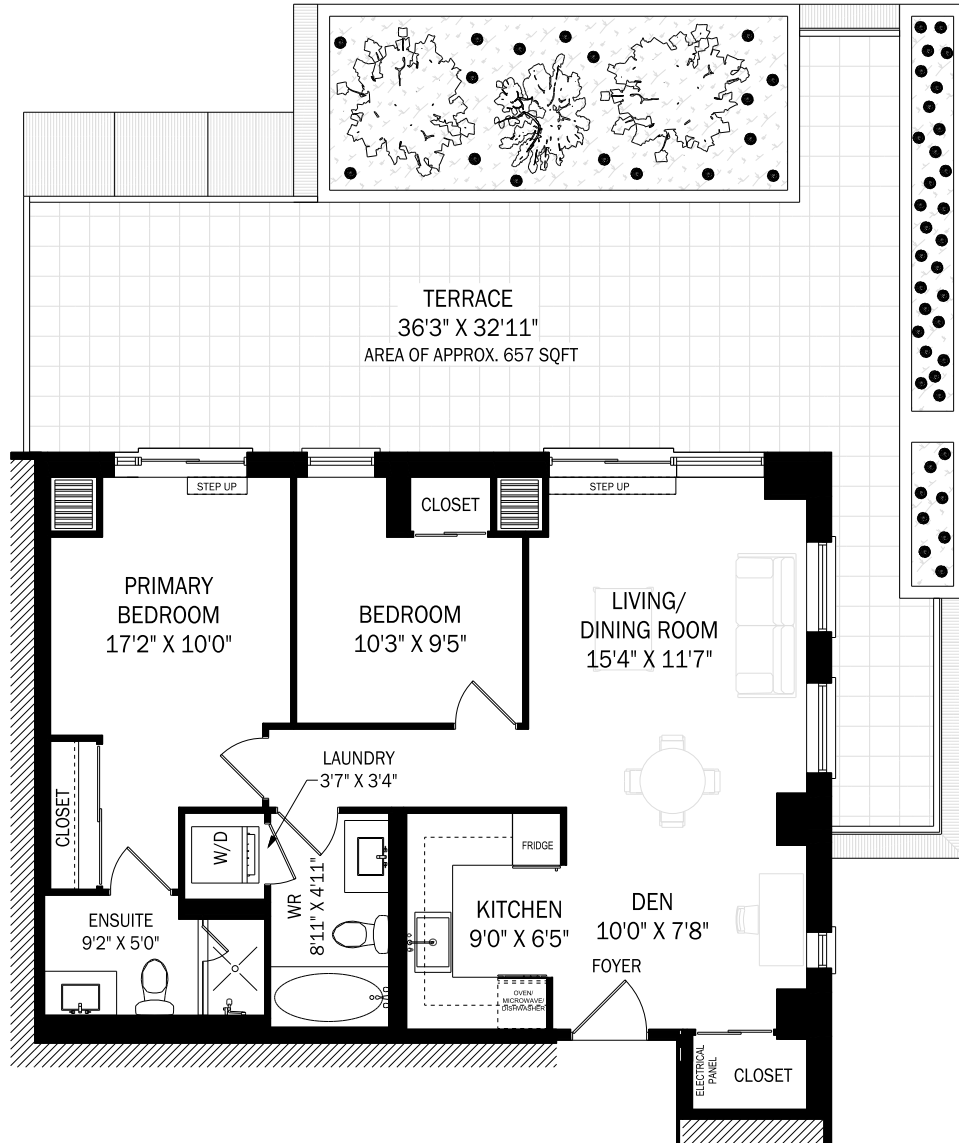 TERRACE
36'3" X 32'11"
AREA OF APPROX. 657 SQFT
STEP UP
STEP UP
CLOSET
PRIMARY
BEDROOM
17'2" X 10'0"
BEDROOM
10'3" X 9'5"
LIVING/
DINING ROOM
15'4" X 11'7"
LAUNDRY
3'7" X 3'4"
CLOSET
W/D
FRIDGE
WR
8'11" X 4'11"
ENSUITE
9'2" X 5'0"
KITCHEN
9'0" X 6'5"
DEN
10'0" X 7'8"
FOYER
OVEN/
MICROWAVE/
DISHWASHER
ELECTRICAL
PANEL
CLOSET